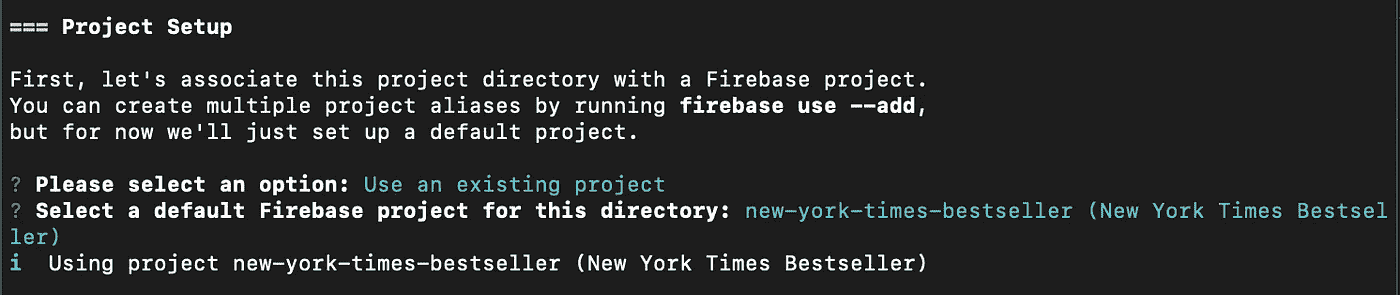 === Project Setup
First, let's associate this project directory with a Firebase project.
You can create multiple project aliases by running firebase use --add,
but for now we'll just set up a default project.
? Please select an option: Use an existing project
? Select a default Firebase project for this directory: new-york-times-bestseller (New York Times Bestsel
ler)
i  Using project new-york-times-bestseller (New York Times Bestseller)